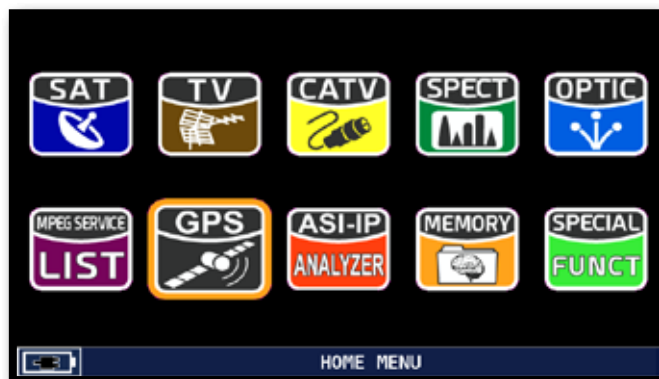 SAT
TV
CATV
SPECT
OPTIC
MPEG SERVICE
LIST
GPS
ASI-IP
ANALYZER
MEMORY
SPECIAL
FUNCT
HOME MENU